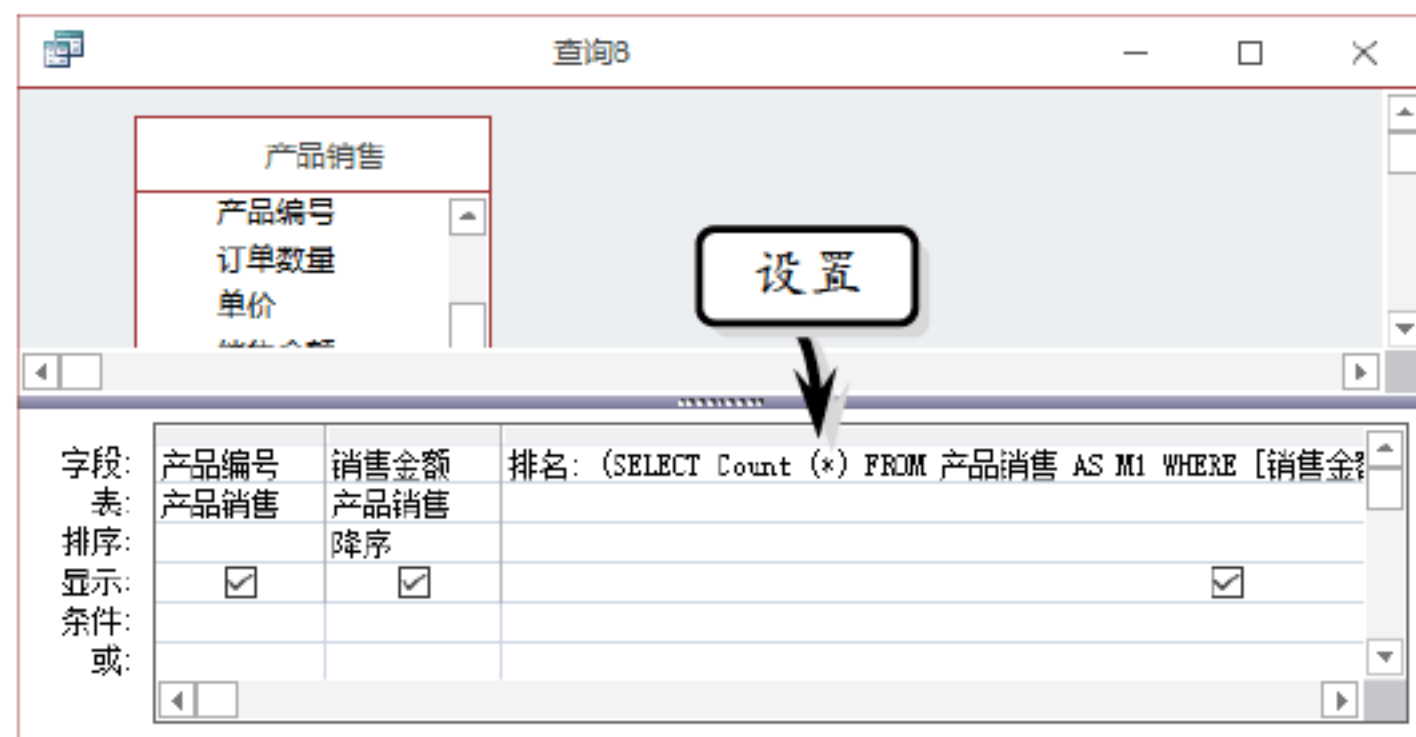 查询8
产品销售
产品编号
订单数量
单价
设置
字段: 产品编号 销售金额 排名: (SELECT Count (*) FROM 产品销售 AS M1 WHERE [销售金额
表: 产品销售 产品销售
排序: 降序
显示:
条件:
或: